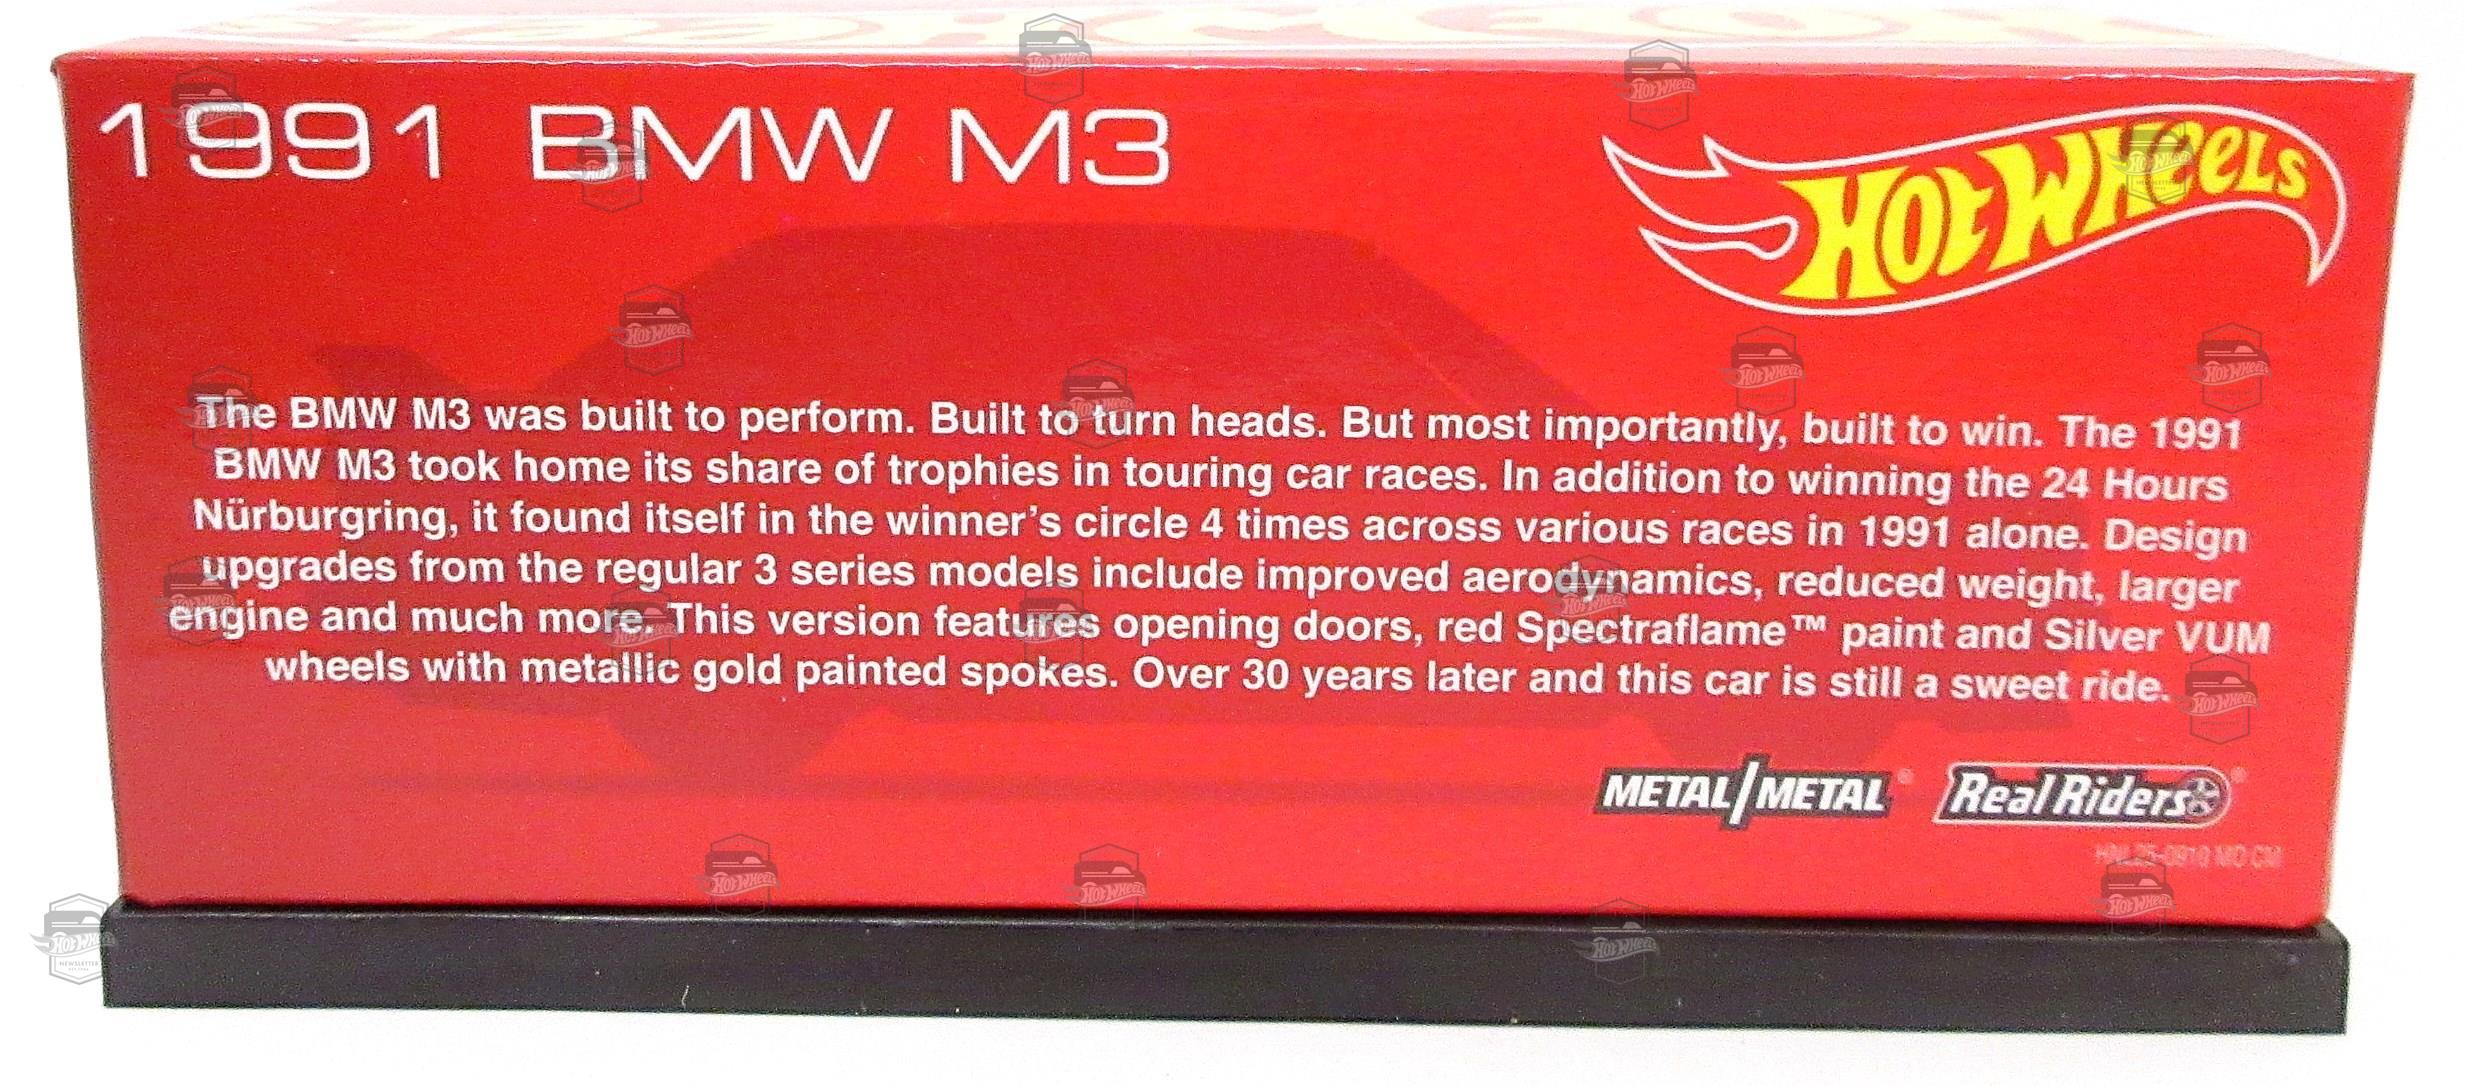 1991 BMW M3
HOT WHEELS
The BMW M3 was built to perform. Built to turn heads. But most importantly, built to win. The 1991
BMW M3 took home its share of trophies in touring car races. In addition to winning the 24 Hours
Nürburgring, it found itself in the winner's circle 4 times across various races in 1991 alone. Design
upgrades from the regular 3 series models include improved aerodynamics, reduced weight, larger
engine and much more. This version features opening doors, red Spectraflame™ paint and Silver VUM
wheels with metallic gold painted spokes. Over 30 years later and this car is still a sweet ride.
METAL/METAL® Real Riders®